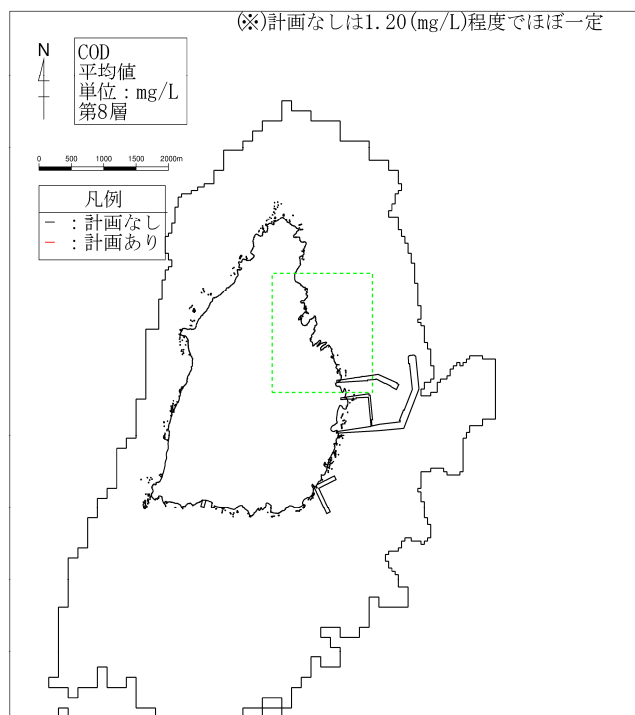 (※)計画なしは1.20(mg/L)程度でほぼ一定
N
COD
平均値
単位：mg/L
第8層
0 500 1000 1500 2000m
凡例
－ ：計画なし
－ ：計画あり